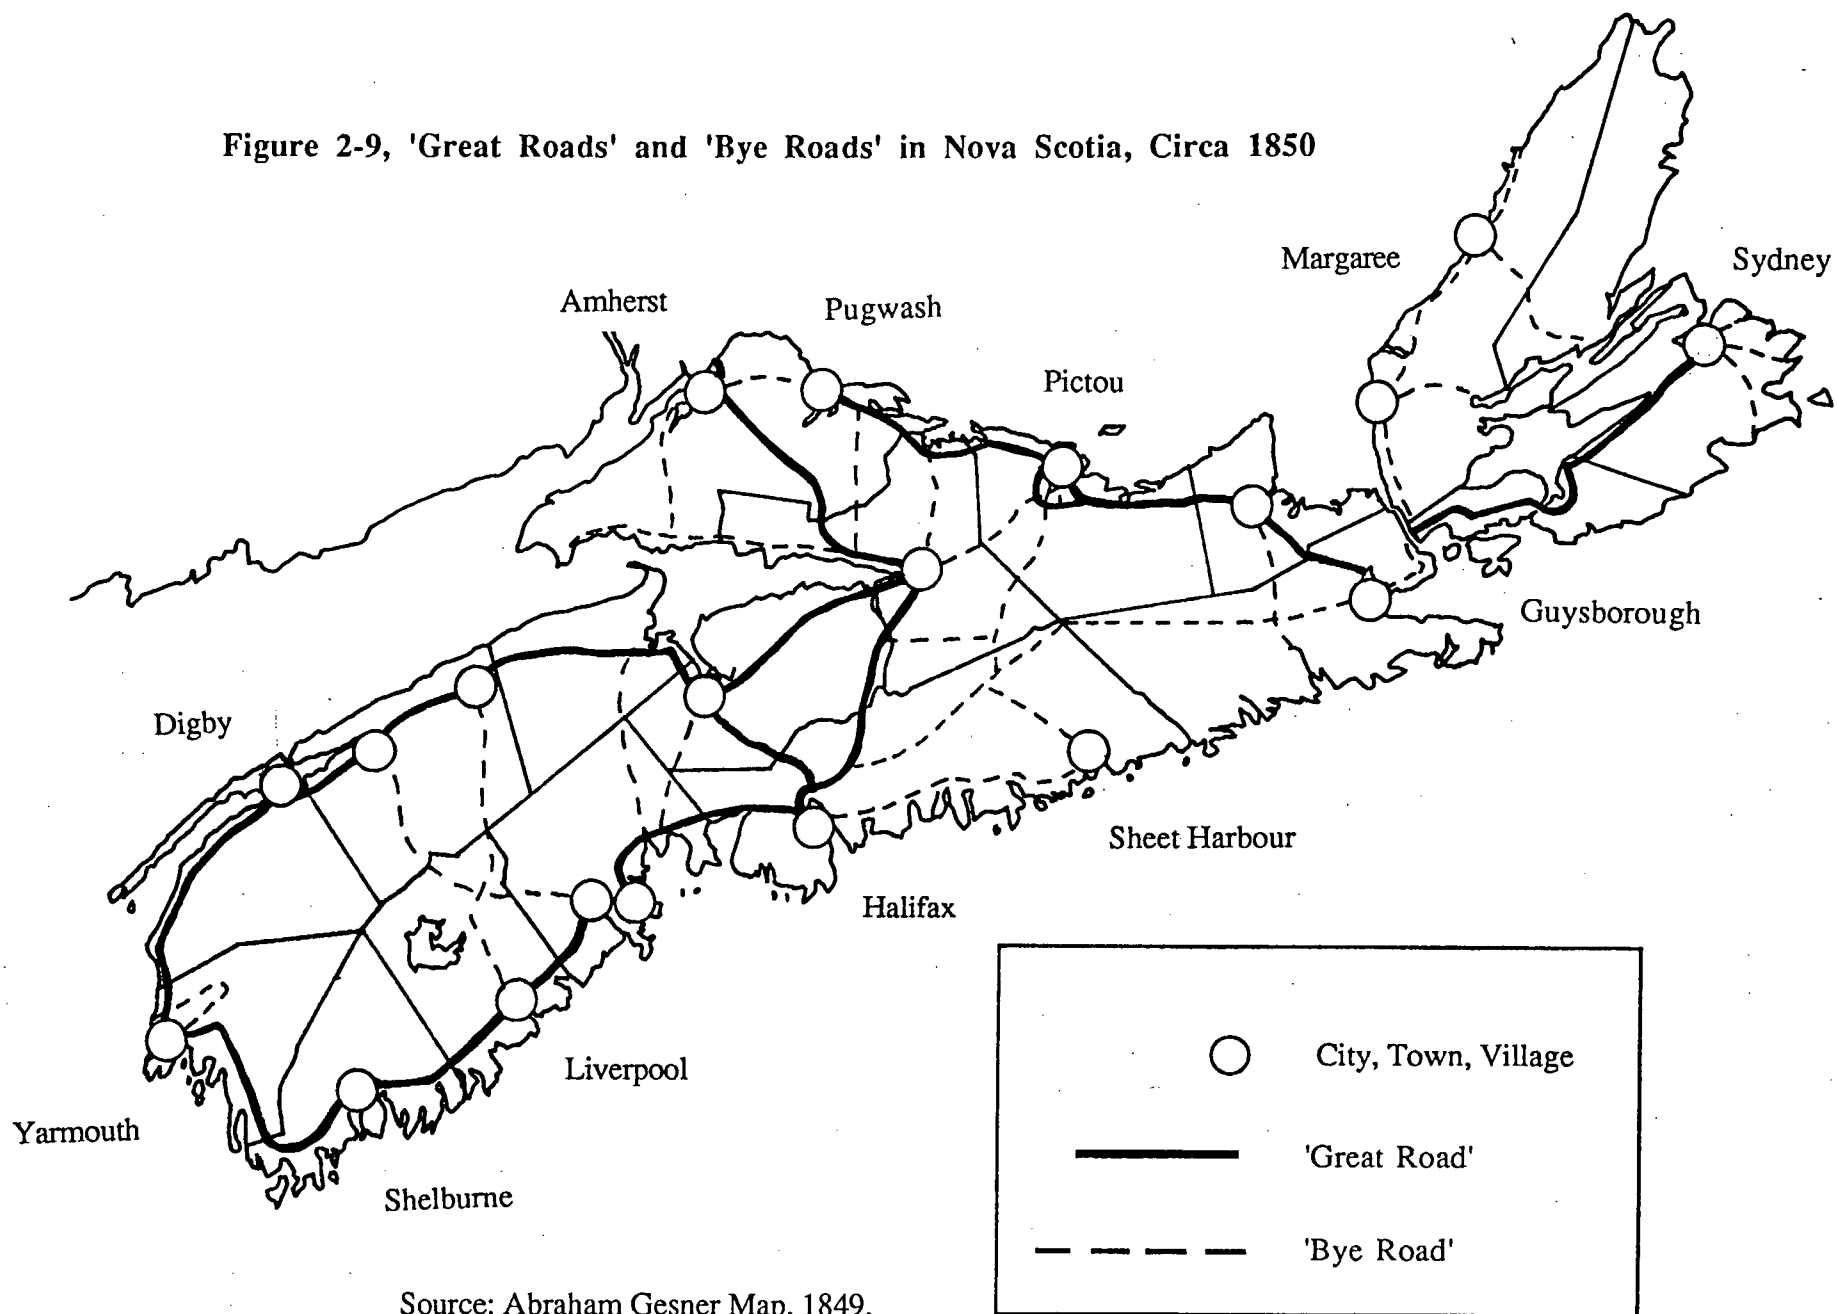 Figure 2-9, 'Great Roads' and 'Bye Roads' in Nova Scotia, Circa 1850
Margaree
Sydney
Amherst
Pugwash
Pictou
Guysborough
Digby
Sheet Harbour
Halifax
City, Town, Village
Liverpool
Yarmouth
'Great Road'
Shelburne
'Bye Road'
Source: Abraham Gesner Map, 1849.